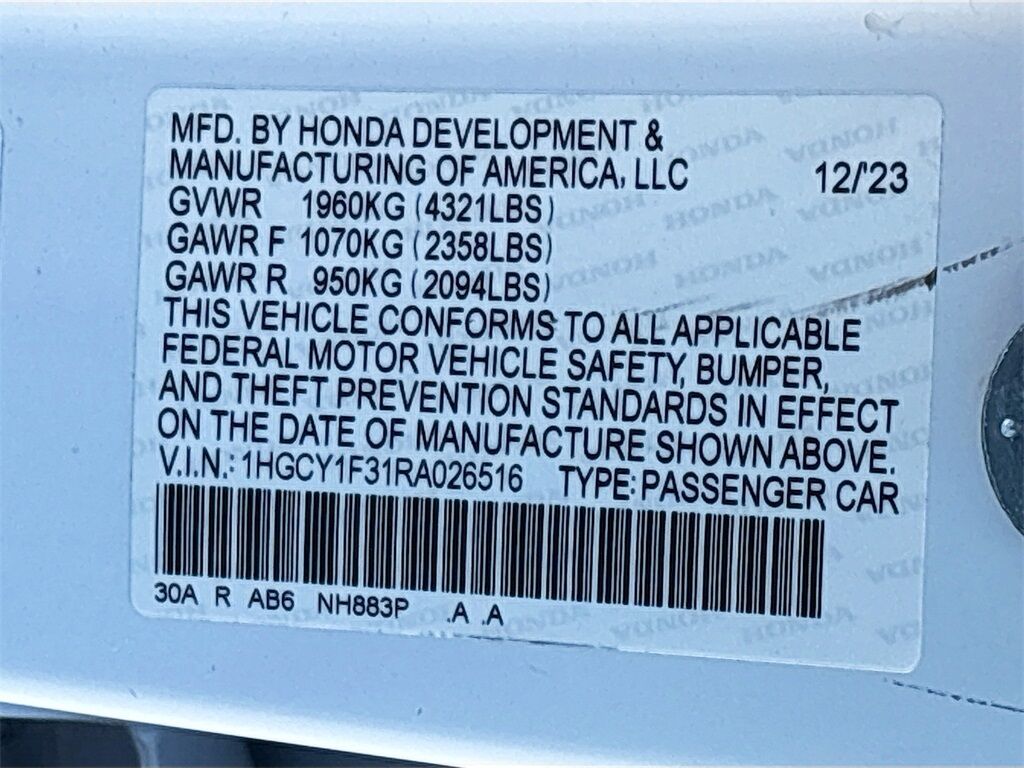 MFD. BY HONDA DEVELOPMENT &
MANUFACTURING OF AMERICA, LLC 12/'23
GVWR 1960KG (4321LBS)
GAWR F 1070KG (2358LBS)
GAWR R 950KG (2094LBS)
THIS VEHICLE CONFORMS TO ALL APPLICABLE
FEDERAL MOTOR VEHICLE SAFETY, BUMPER,
AND THEFT PREVENTION STANDARDS IN EFFECT
ON THE DATE OF MANUFACTURE SHOWN ABOVE.
V.I.N.: 1HGCY1F31RA026516 TYPE: PASSENGER CAR
30A R AB6 NH883P .A .A